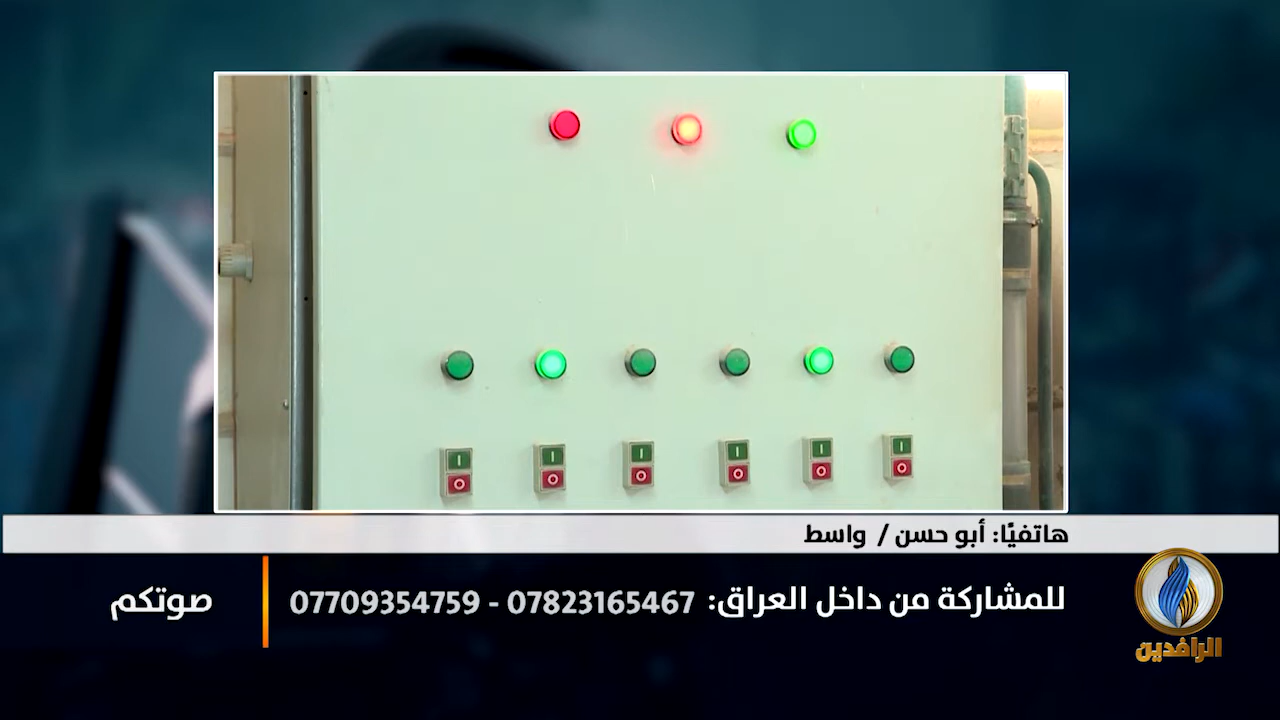 هاتفيًا: أبو حسن / واسط
للمشاركة من داخل العراق: 07823165467 - 07709354759
صوتكم
الرافدين